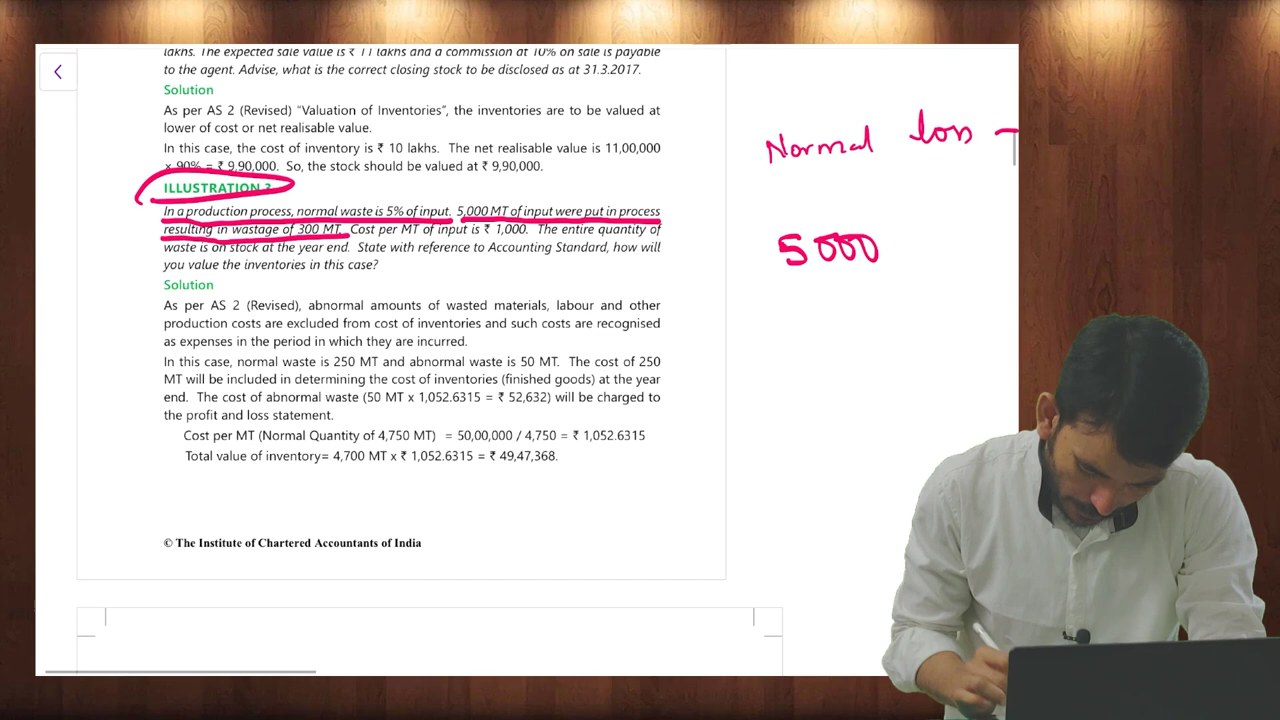 lakhs. The expected sale value is ₹ 11 lakhs and a commission at 10% on sale is payable
to the agent. Advise, what is the correct closing stock to be disclosed as at 31.3.2017.
Solution
As per AS 2 (Revised) “Valuation of Inventories”, the inventories are to be valued at
lower of cost or net realisable value.
In this case, the cost of inventory is ₹ 10 lakhs. The net realisable value is 11,00,000
× 90% = ₹ 9,90,000. So, the stock should be valued at ₹ 9,90,000.
ILLUSTRATION 3
In a production process, normal waste is 5% of input. 5,000 MT of input were put in process
resulting in wastage of 300 MT. Cost per MT of input is ₹ 1,000. The entire quantity of
waste is on stock at the year end. State with reference to Accounting Standard, how will
you value the inventories in this case?
Solution
As per AS 2 (Revised), abnormal amounts of wasted materials, labour and other
production costs are excluded from cost of inventories and such costs are recognised
as expenses in the period in which they are incurred.
In this case, normal waste is 250 MT and abnormal waste is 50 MT. The cost of 250
MT will be included in determining the cost of inventories (finished goods) at the year
end. The cost of abnormal waste (50 MT x 1,052.6315 = ₹ 52,632) will be charged to
the profit and loss statement.
Cost per MT (Normal Quantity of 4,750 MT) = 50,00,000 / 4,750 = ₹ 1,052.6315
Total value of inventory= 4,700 MT x ₹ 1,052.6315 = ₹ 49,47,368.
© The Institute of Chartered Accountants of India
Normal loss -
5000